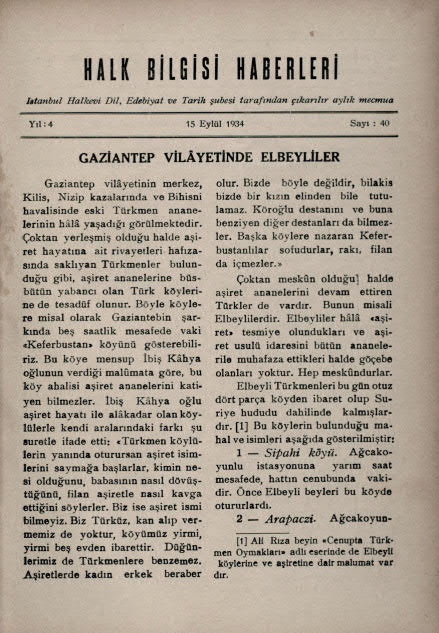 HALK BİLGİSİ HABERLERİ
Istanbul Halkevi Dil, Edebiyat ve Tarih şubesi tarafından çıkarılır aylık mecmua
Yıl : 4
15 Eylûl 1934
Sayı : 40
GAZİANTEP VİLÂYETİNDE ELBEYLİLER
Gaziantep vilâyetinin merkez,
Kilis, Nizip kazalarında ve Bihisni
havalisinde eski Türkmen anane-
lerinin hâlâ yaşadığı görülmektedir.
Çoktan yerleşmiş olduğu halde aşi-
ret hayatına ait rivayetleri hafıza-
sında saklıyan Türkmenler bulun-
duğu gibi, aşiret ananelerine büs-
bütün yabancı olan Türk köyleri-
ne de tesadüf olunur. Böyle köyle-
re misal olarak Gaziantebin şar-
kında beş saatlik mesafede vaki
«Keferbustan» köyünü gösterebili-
riz. Bu köye mensup İbiş Kâhya
oğlunun verdiği malûmata göre, bu
köy ahalisi aşiret ananelerini kati-
yen bilmezler. İbiş Kâhya oğlu
aşiret hayatı ile alâkadar olan köy-
lülerle kendi aralarındaki farkı şu
suretle ifade etti: «Türkmen köylü-
lerin yanında oturursan aşiret isim-
lerini saymağa başlarlar, kimin ne-
si olduğunu, babasının nasıl dövüş-
tüğünü, filan aşiretle nasıl kavga
ettiğini söylerler. Biz ise aşiret ismi
bilmeyiz. Biz Türküz, kan alıp ver-
memiz de yoktur, köyümüz yirmi,
yirmi beş evden ibarettir. Düğün-
lerimiz de Türkmenlere benzemez.
Aşiretlerde kadın erkek beraber
olur. Bizde böyle değildir, bilakis
bizde bir kızın elinden bile tutu-
lamaz. Köroğlu destanını ve buna
benziyen diğer destanları da bilmez-
ler. Başka köylere nazaran Kefer-
bustanlılar sofudurlar, rakı, filan
da içmezler.»
Çoktan meskûn olduğu] halde
aşiret ananelerini devam ettiren
Türkler de vardır. Bunun misali
Elbeylilerdir. Elbeyliler hâlâ «aşi-
ret» tesmiye olundukları ve aşi-
ret usulü idaresini bütün ananele-
rile muhafaza ettikleri halde göçebe
olanları yoktur. Hep meskûndurlar.
Elbeyli Türkmenleri bu gün otuz
dört parça köyden ibaret olup Su-
riye hududu dahilinde kalmışlar-
dır. [1] Bu köylerin bulunduğu ma-
hal ve isimleri aşağıda gösterilmiştir:
1 — Sipahi köyü. Ağcako-
yunlu istasyonuna yarım saat
mesafede, hattın cenubunda vaki-
dir. Önce Elbeyli beyleri bu köyde
otururlardı.
2 — Arapaczi. Ağcakoyun-
[1] Ali Rıza beyin «Cenupta Türk-
men Oymakları» adlı eserinde de Elbeyli
köylerine ve aşiretine dair malumat var
dır.